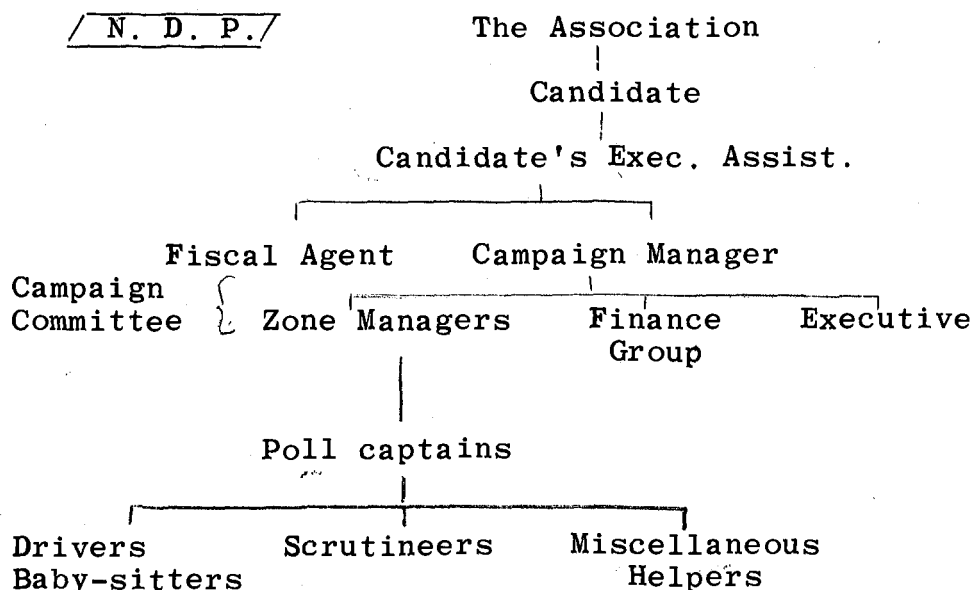 N. D. P. The Association
Candidate
Candidate's Exec. Assist.
Fiscal Agent Campaign Manager
Campaign
Committee Zone Managers Finance Executive
Group
Poll captains
Drivers Scrutineers Miscellaneous
Baby-sitters Helpers